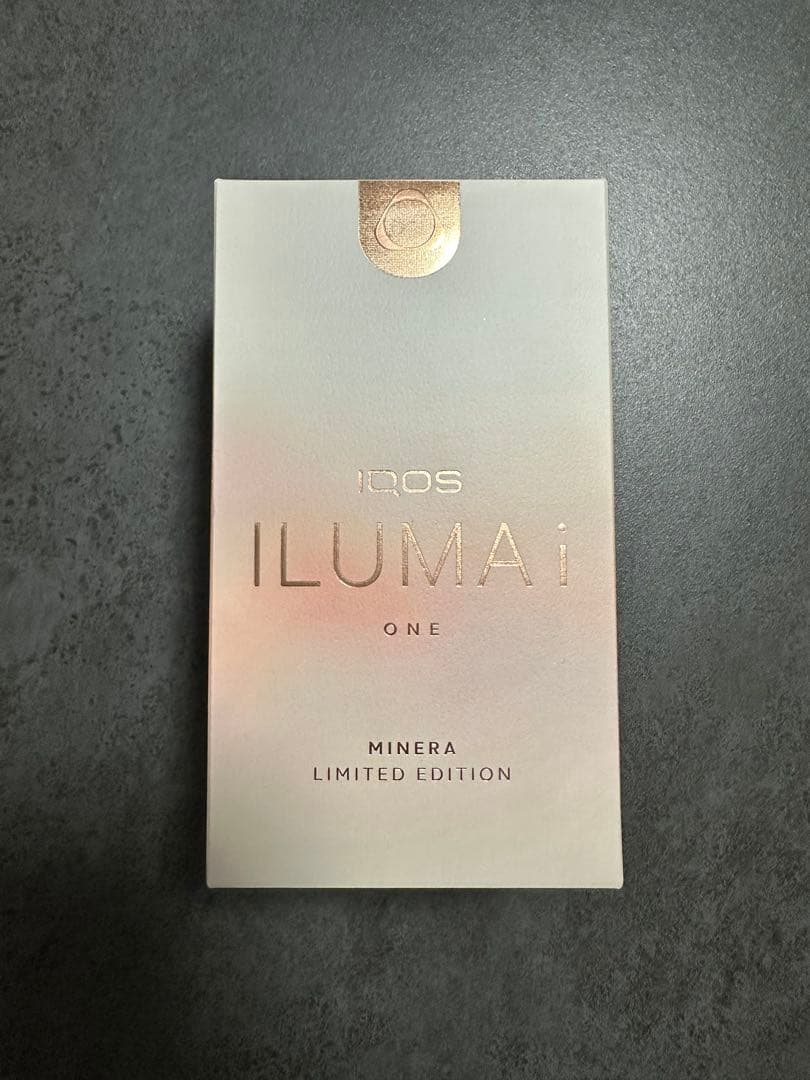 IQOS
ILUMA i
ONE
MINERA
LIMITED EDITION